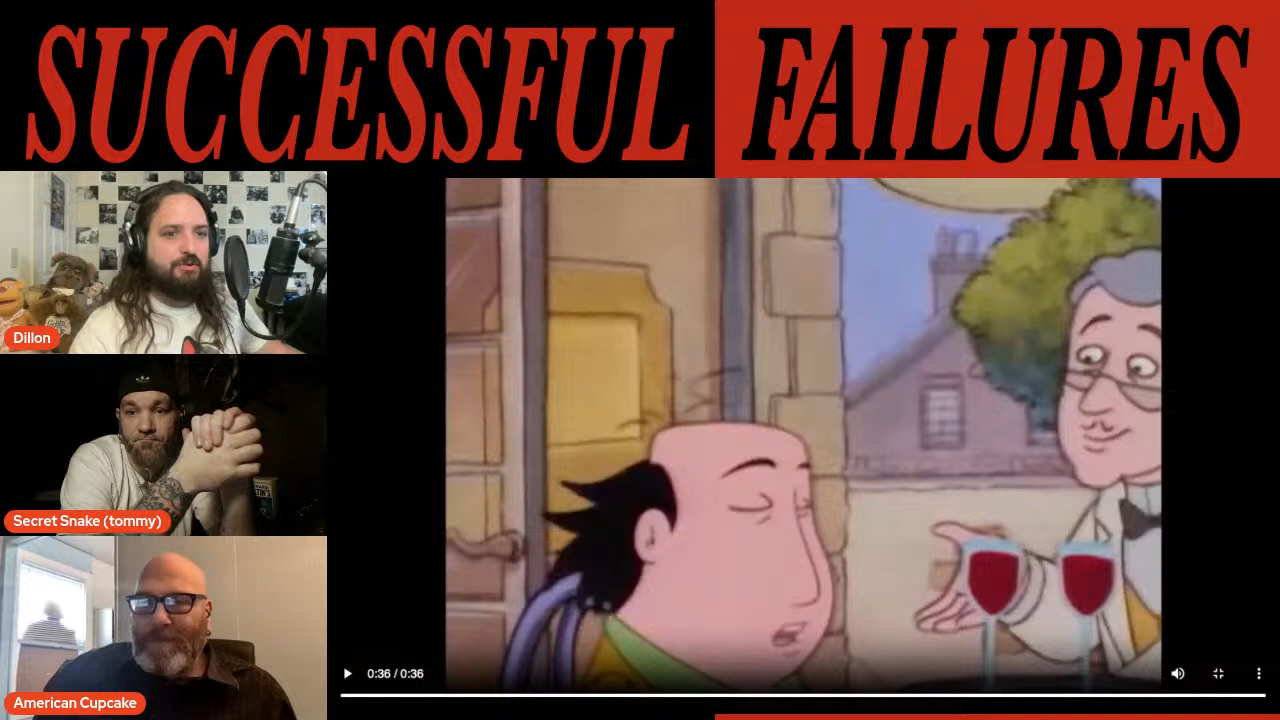 SUCCESSFUL FAILURES
Dillon
Secret Snake (tommy)
American Cupcake
0:36 / 0:36